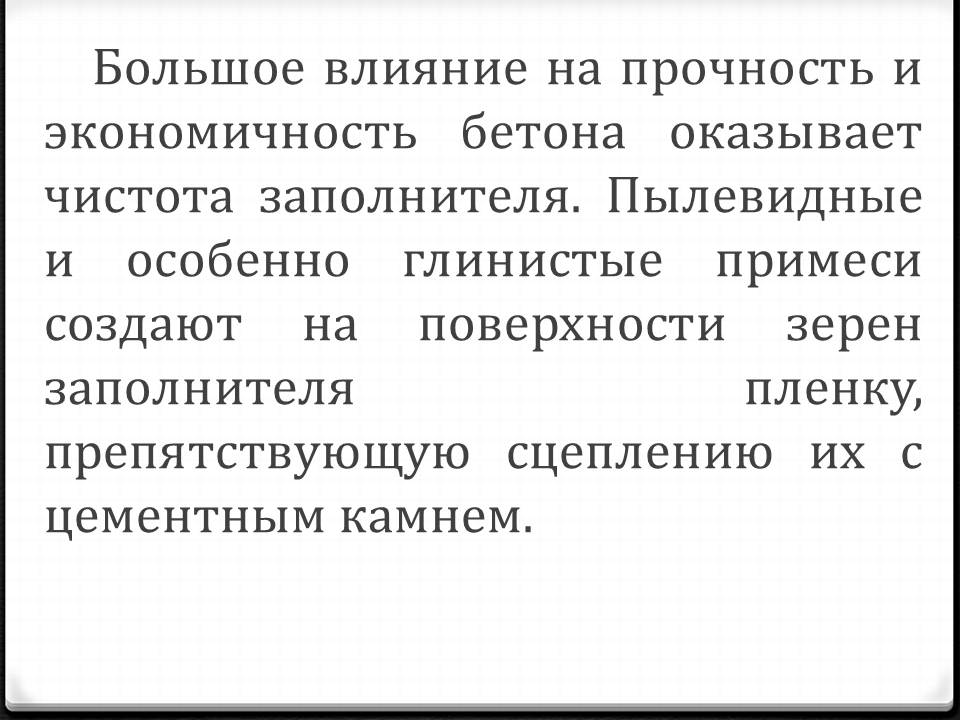 Большое влияние на прочность и
экономичность бетона оказывает
чистота заполнителя. Пылевидные
и особенно глинистые примеси
создают на поверхности зерен
заполнителя пленку,
препятствующую сцеплению их с
цементным камнем.